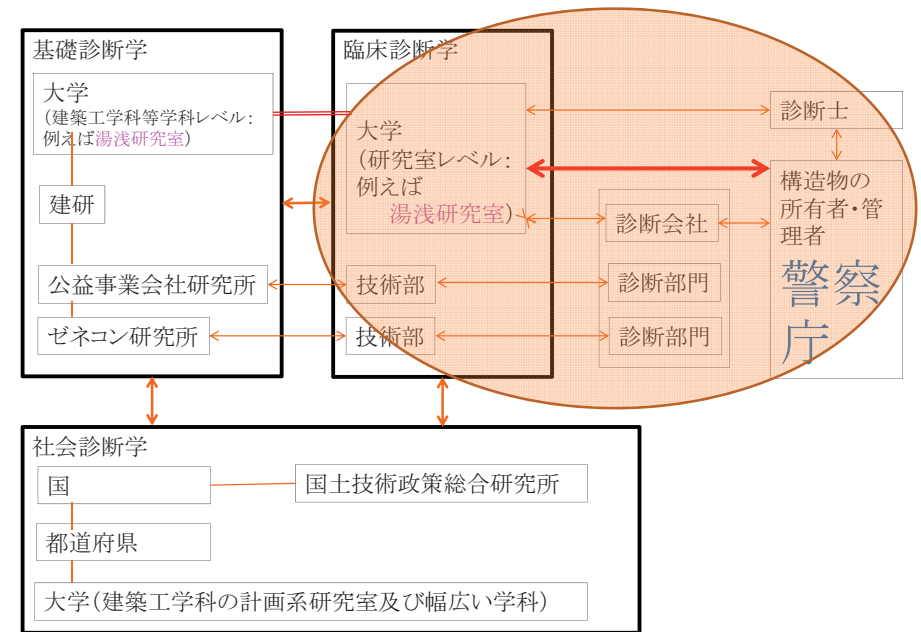 基礎診断学
大学
(建築工学科等学科レベル:
例えば湯浅研究室)
建研
公益事業会社研究所
ゼネコン研究所
臨床診断学
大学
(研究室レベル:
例えば
湯浅研究室)
技術部
技術部
診断会社
診断部門
診断部門
診断士
構造物の
所有者・管
理者
警察
庁
社会診断学
国
国土技術政策総合研究所
都道府県
大学(建築工学科の計画系研究室及び幅広い学科)